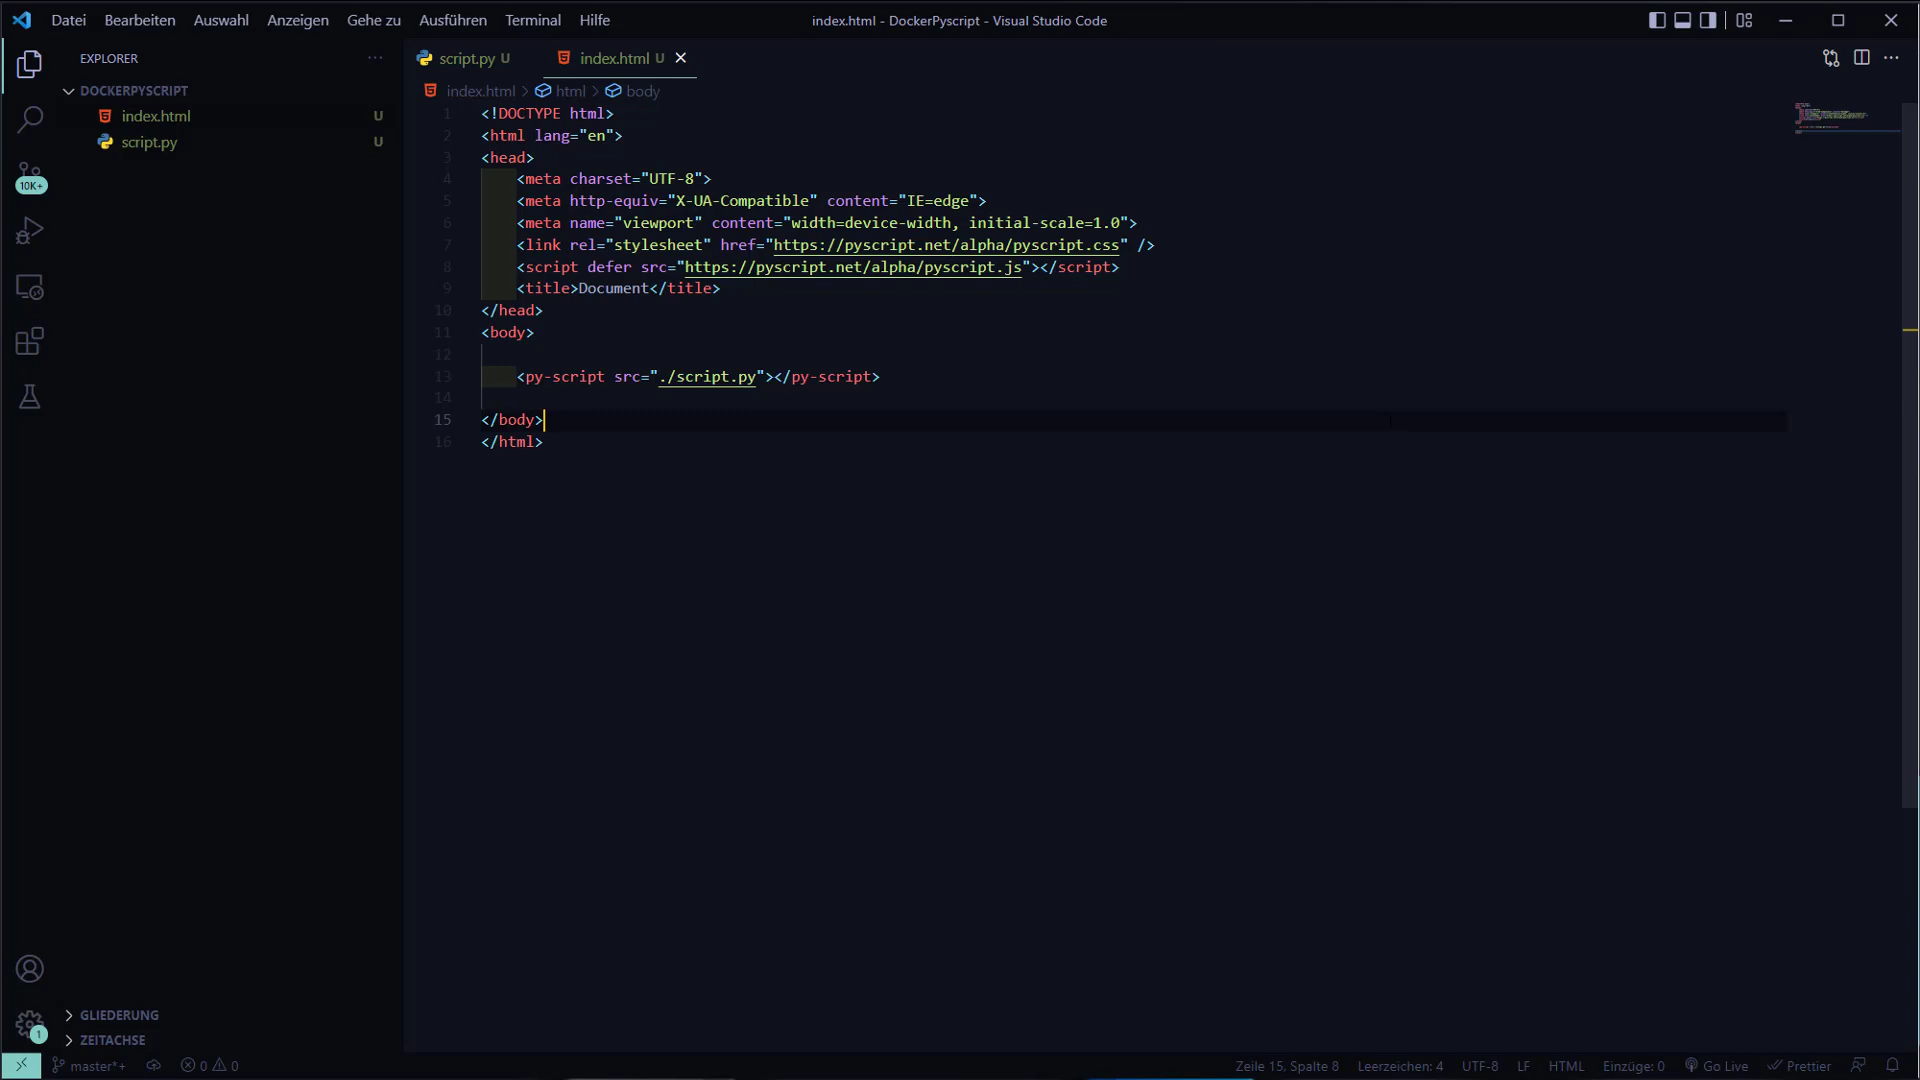 Datei Bearbeiten Auswahl Anzeigen Gehe zu Ausführen Terminal Hilfe
index.html - DockerPyscript - Visual Studio Code
EXPLORER
DOCKERPYSCRIPT
index.html U
script.py U
10K+
GLIEDERUNG
ZEITACHSE
1
script.py U
index.html U
index.html > html > body
1 <!DOCTYPE html>
2 <html lang="en">
3 <head>
4 <meta charset="UTF-8">
5 <meta http-equiv="X-UA-Compatible" content="IE=edge">
6 <meta name="viewport" content="width=device-width, initial-scale=1.0">
7 <link rel="stylesheet" href="https://pyscript.net/alpha/pyscript.css" />
8 <script defer src="https://pyscript.net/alpha/pyscript.js"></script>
9 <title>Document</title>
10 </head>
11 <body>
12
13 <py-script src="./script.py"></py-script>
14
15 </body>
16 </html>
master*+ 0 0
Zeile 15, Spalte 8 Leerzeichen: 4 UTF-8 LF HTML Einzüge: 0 Go Live Prettier